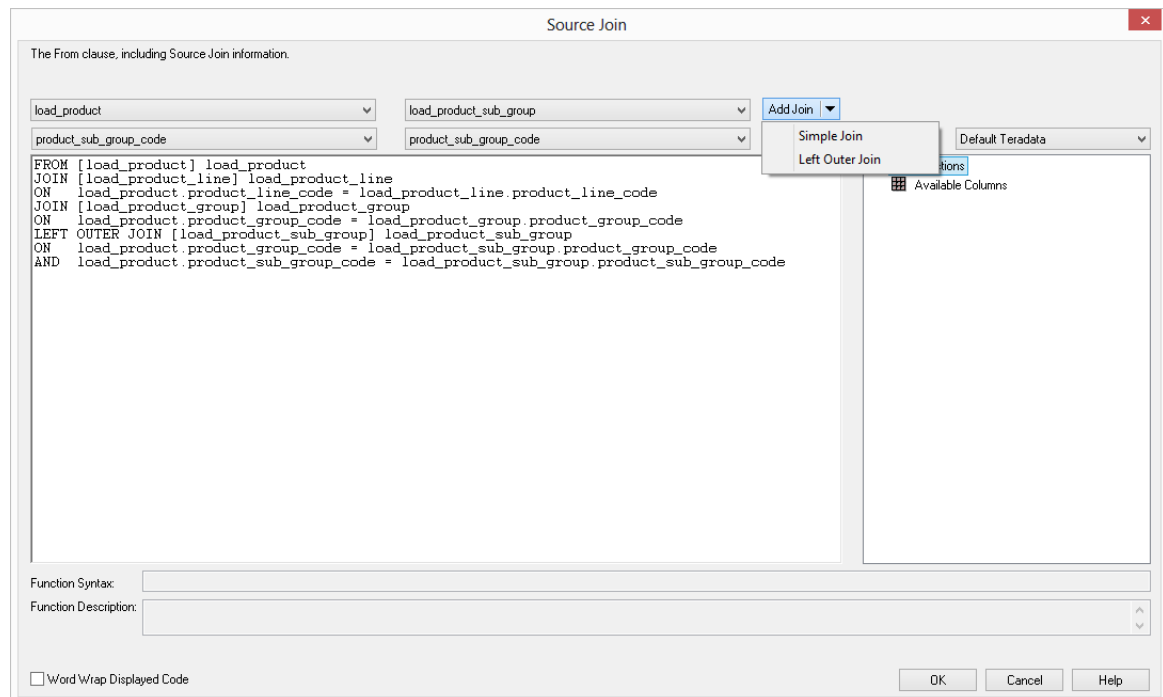 Source Join
The From clause, including Source Join information.
load_product
load_product_sub_group
Add Join
product_sub_group_code
product_sub_group_code
Simple Join
Left Outer Join
Default Teradata
tions
Available Columns
FROM [load_product] load_product
JOIN [load_product_line] load_product_line
ON load_product.product_line_code = load_product_line.product_line_code
JOIN [load_product_group] load_product_group
ON load_product.product_group_code = load_product_group.product_group_code
LEFT OUTER JOIN [load_product_sub_group] load_product_sub_group
ON load_product.product_group_code = load_product_sub_group.product_group_code
AND load_product.product_sub_group_code = load_product_sub_group.product_sub_group_code
Function Syntax:
Function Description:
Word Wrap Displayed Code
OK
Cancel
Help